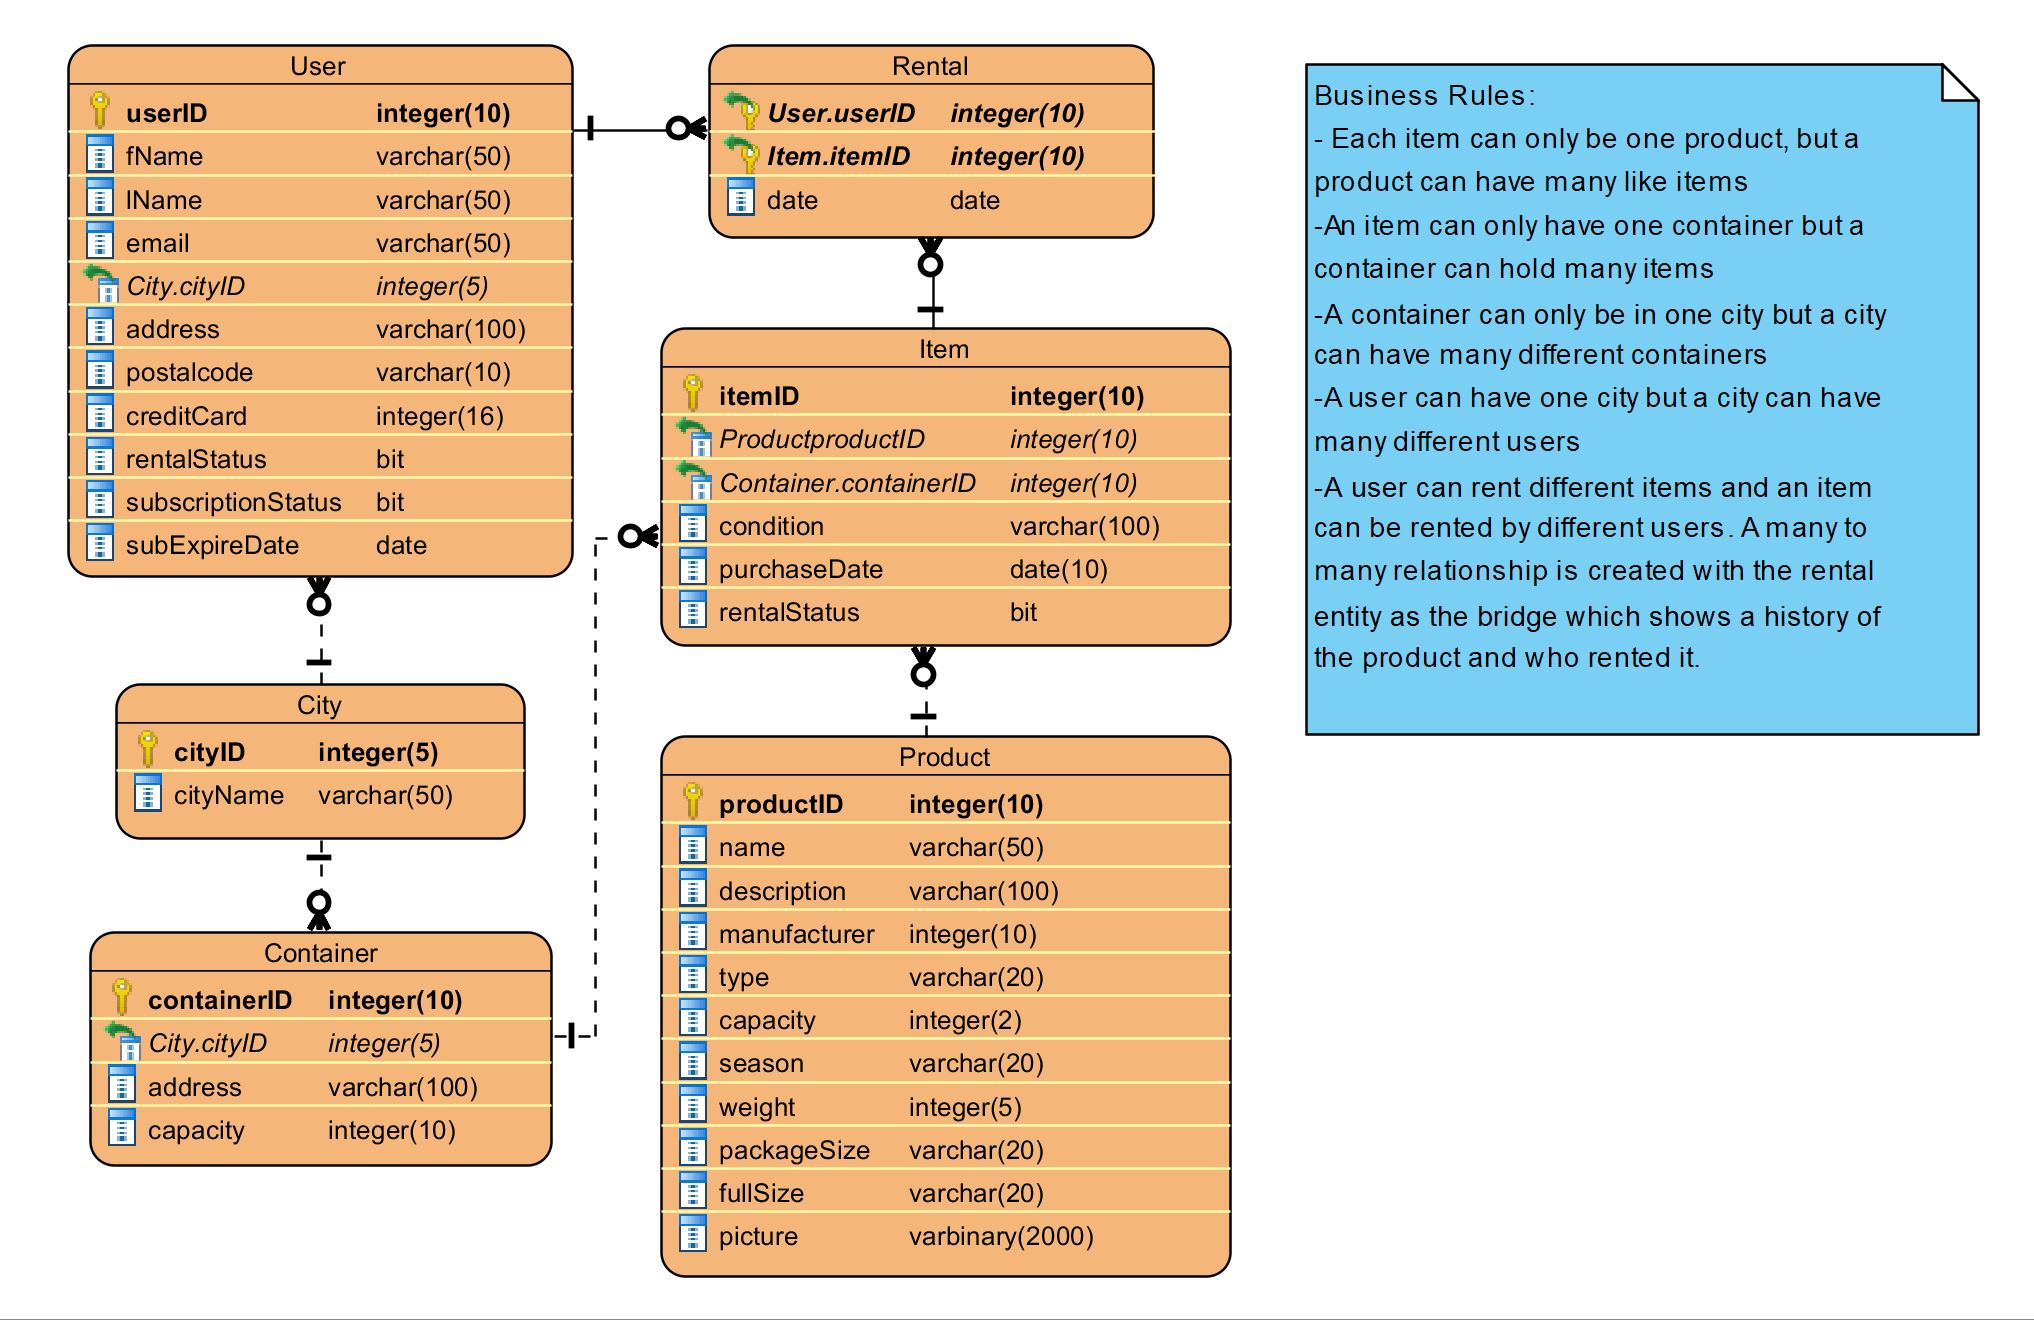 User
userID integer(10)
fName varchar(50)
lName varchar(50)
email varchar(50)
City.cityID integer(5)
address varchar(100)
postalcode varchar(10)
creditCard integer(16)
rentalStatus bit
subscriptionStatus bit
subExpireDate date
Rental
User.userID integer(10)
Item.itemID integer(10)
date date
Item
itemID integer(10)
ProductproductID integer(10)
Container.containerID integer(10)
condition varchar(100)
purchaseDate date(10)
rentalStatus bit
City
cityID integer(5)
cityName varchar(50)
Container
containerID integer(10)
City.cityID integer(5)
address varchar(100)
capacity integer(10)
Product
productID integer(10)
name varchar(50)
description varchar(100)
manufacturer integer(10)
type varchar(20)
capacity integer(2)
season varchar(20)
weight integer(5)
packageSize varchar(20)
fullSize varchar(20)
picture varbinary(2000)
Business Rules:
- Each item can only be one product, but a
product can have many like items
-An item can only have one container but a
container can hold many items
-A container can only be in one city but a city
can have many different containers
-A user can have one city but a city can have
many different users
-A user can rent different items and an item
can be rented by different users. A many to
many relationship is created with the rental
entity as the bridge which shows a history of
the product and who rented it.